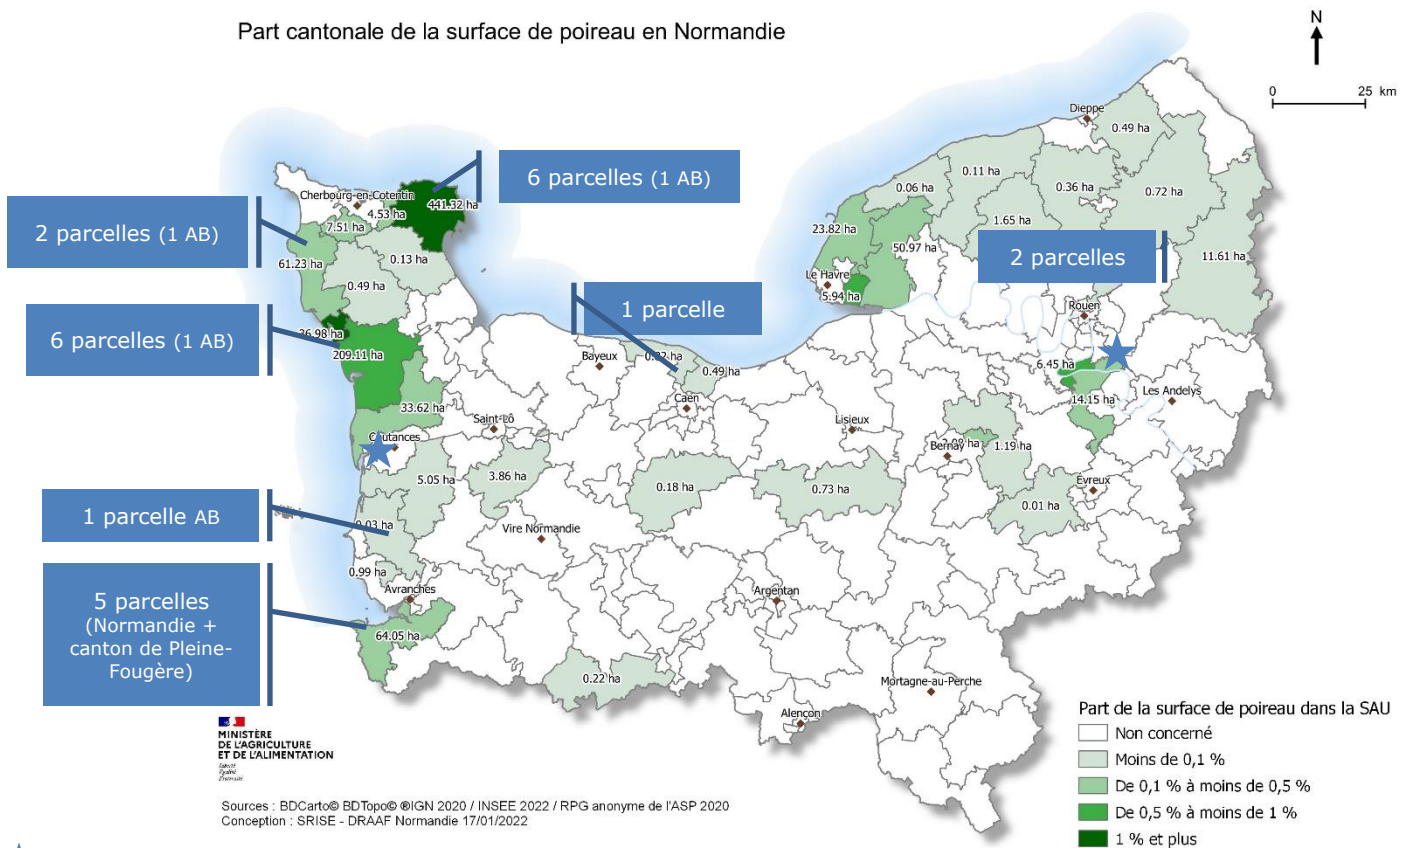 Part cantonale de la surface de poireau en Normandie
N
0 25 km
Dieppe
0.49 ha
0.11 ha
0.06 ha
0.36 ha
0.72 ha
1.65 ha
23.82 ha
50.97 ha
11.61 ha
Le Havre
5.94 ha
2 parcelles
Rouen
6 parcelles (1 AB)
Cherbourg-en-Cotentin
441.32 ha
4.53 ha
7.51 ha
2 parcelles (1 AB)
61.23 ha
0.13 ha
0.49 ha
1 parcelle
6 parcelles (1 AB)
209.11 ha
Bayeux
0.49 ha
Caen
6.45 ha
Les Andelys
14.15 ha
33.62 ha
Saint-Lô
Coutances
Lisieux
Bernay
1.19 ha
5.05 ha
3.86 ha
0.18 ha
0.73 ha
Evreux
0.01 ha
1 parcelle AB
0.03 ha
Vire Normandie
0.99 ha
Avranches
Argentan
5 parcelles
(Normandie +
canton de Pleine-
Fougère)
64.05 ha
0.22 ha
Mortagne-au-Perche
Alençon
MINISTÈRE
DE L'AGRICULTURE
ET DE L'ALIMENTATION
Liberté
Égalité
Fraternité
Sources : BDCarto© BDTopo© ®IGN 2020 / INSEE 2022 / RPG anonyme de l'ASP 2020
Conception : SRISE - DRAAF Normandie 17/01/2022
Part de la surface de poireau dans la SAU
Non concerné
Moins de 0,1 %
De 0,1 % à moins de 0,5 %
De 0,5 % à moins de 1 %
1 % et plus